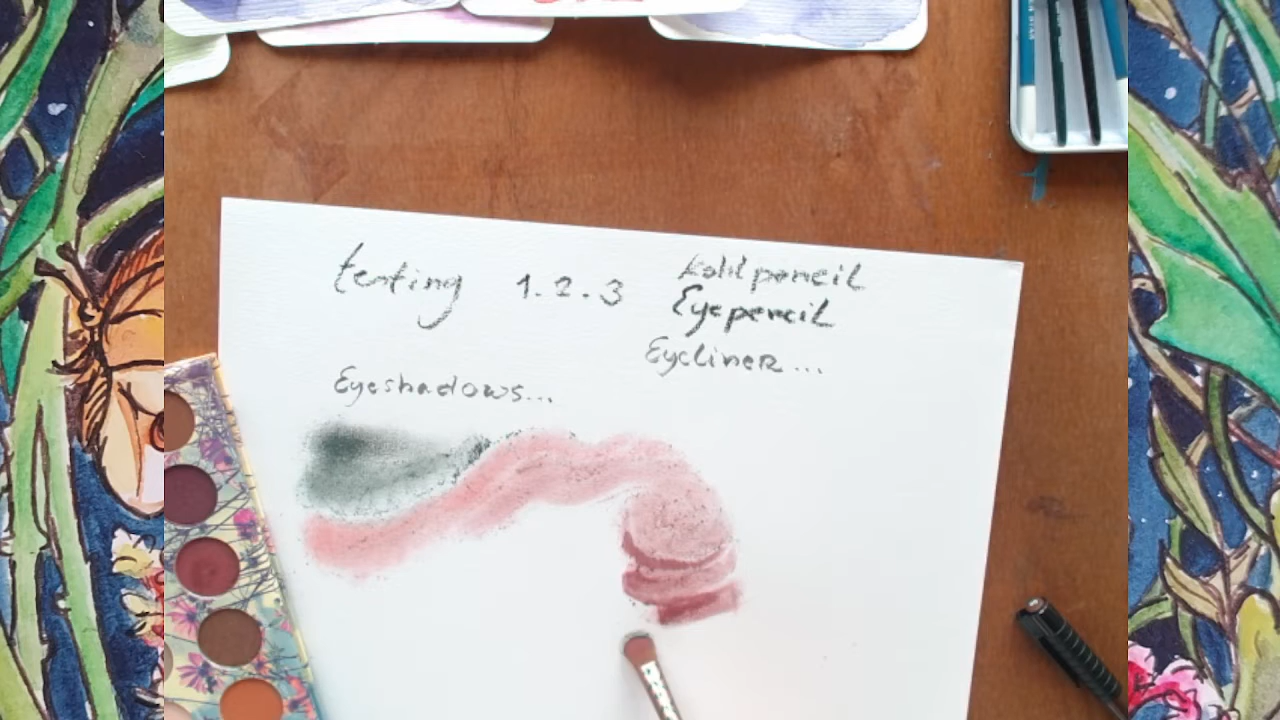 testing 1.2.3
Kohlpencil
Eyepencil
Eyeliner...
Eyeshadows...